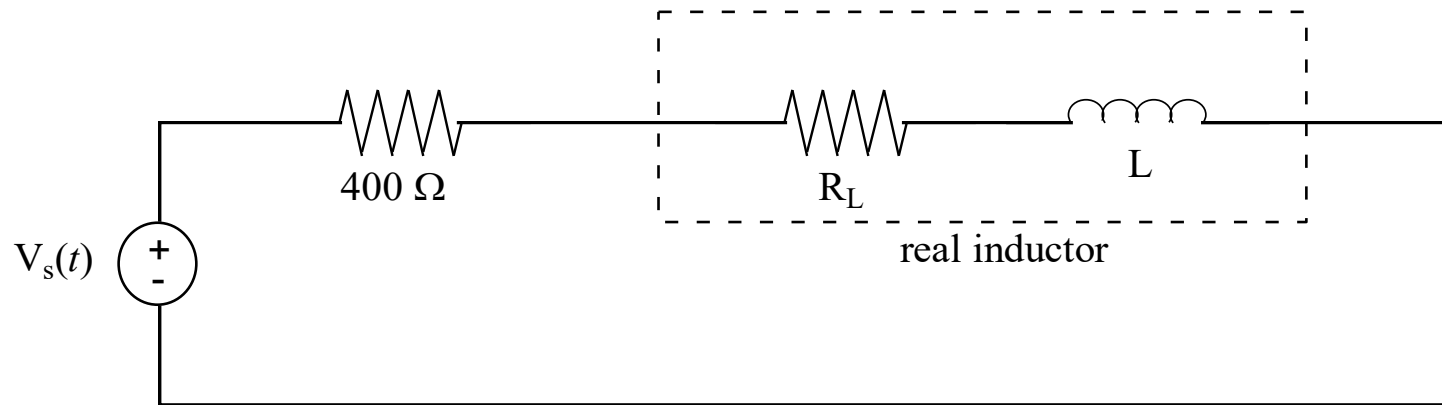 400 Ω
R_L
L
real inductor
V_s(t)
+
-